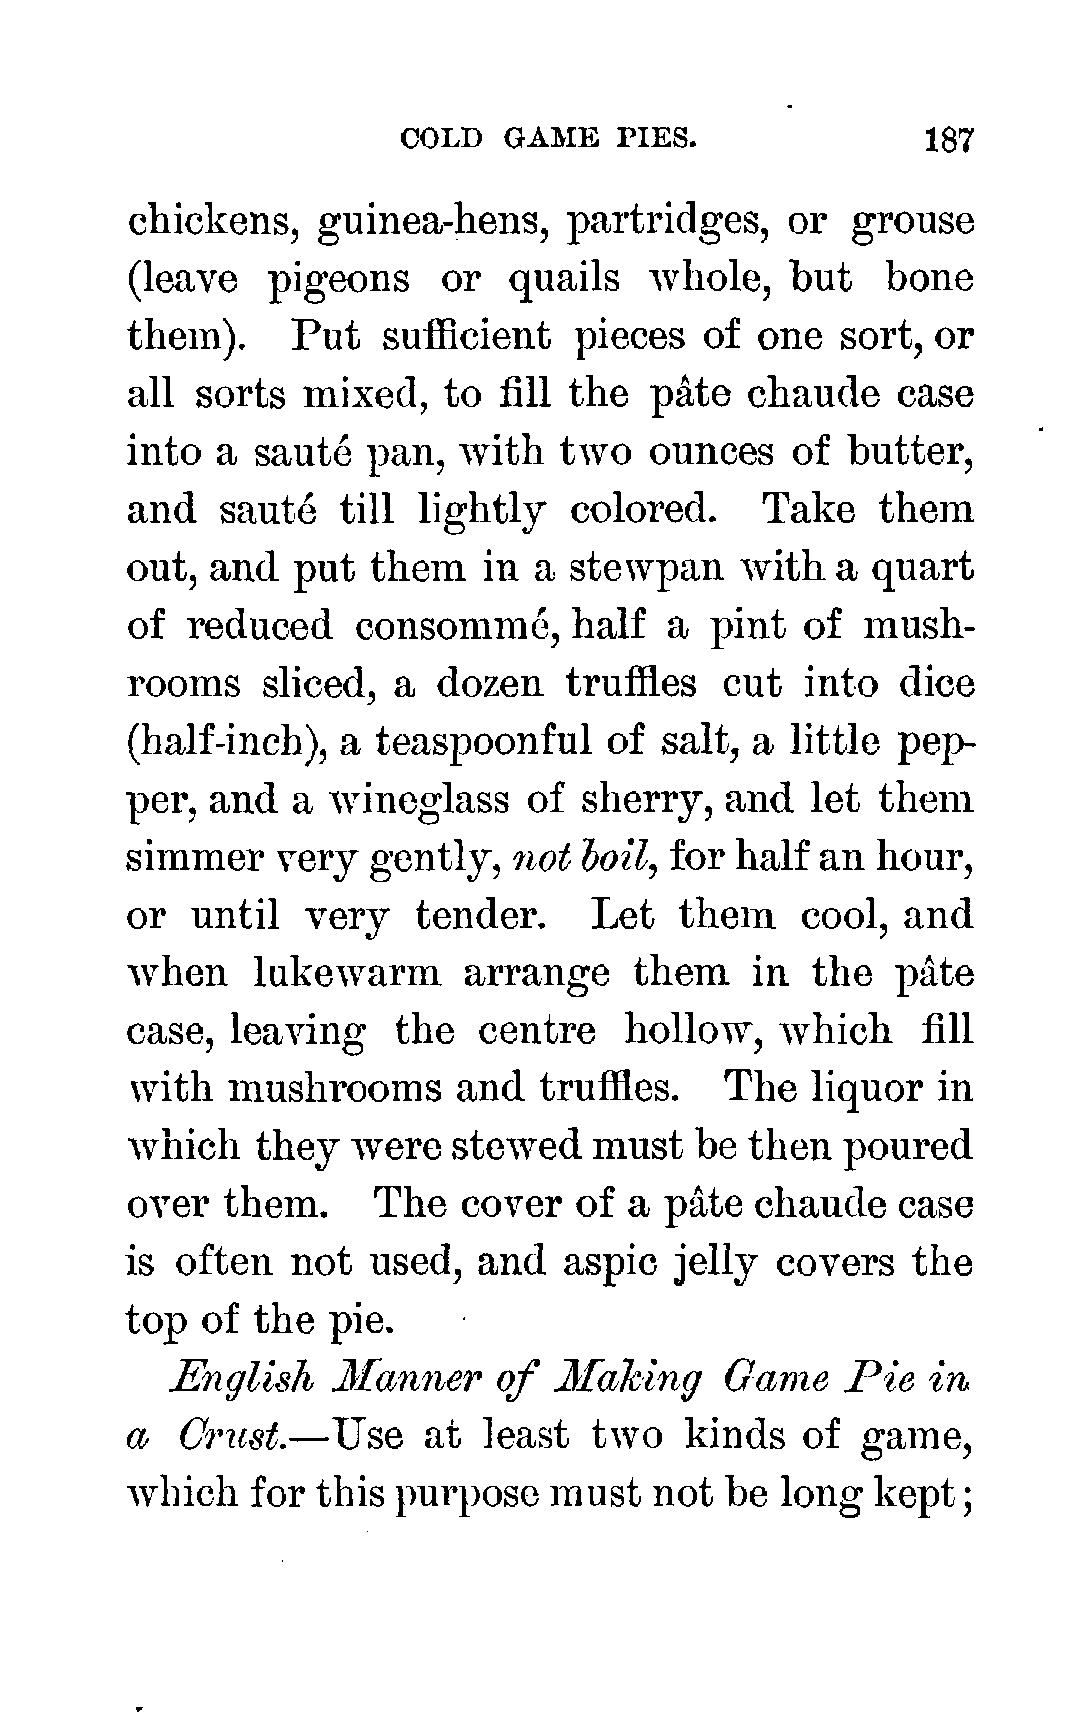 COLD GAME PIES. 187
chickens, guinea-hens, partridges, or grouse
(leave pigeons or quails whole, but bone
them). Put sufficient pieces of one sort, or
all sorts mixed, to fill the pâte chaude case
into a sauté pan, with two ounces of butter,
and sauté till lightly colored. Take them
out, and put them in a stewpan with a quart
of reduced consommé, half a pint of mush-
rooms sliced, a dozen truffles cut into dice
(half-inch), a teaspoonful of salt, a little pep-
per, and a wineglass of sherry, and let them
simmer very gently, not boil, for half an hour,
or until very tender. Let them cool, and
when lukewarm arrange them in the pâte
case, leaving the centre hollow, which fill
with mushrooms and truffles. The liquor in
which they were stewed must be then poured
over them. The cover of a pâte chaude case
is often not used, and aspic jelly covers the
top of the pie.
English Manner of Making Game Pie in
a Crust.—Use at least two kinds of game,
which for this purpose must not be long kept;